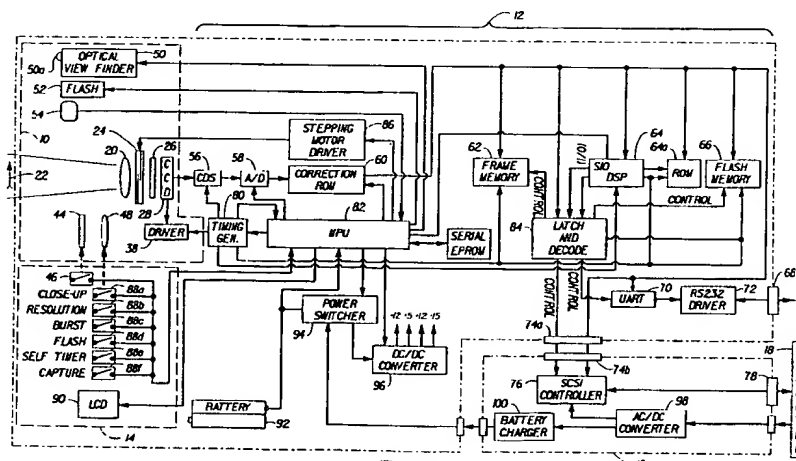 12
OPTICAL
VIEW FINDER
50
50a
FLASH
52
54
24
26
56
58
STEPPING
MOTOR
DRIVER
86
60
62
64
64a
66
10
20
22
CCD
CDS
A/D
CORRECTION
ROM
FRAME
MEMORY
SIO
DSP
ROM
FLASH
MEMORY
10/11
CONTROL
CONTROL
28
80
82
44
48
38
DRIVER
TIMING
GEN.
MPU
SERIAL
EPROM
84
LATCH
AND
DECODE
68
46
CLOSE-UP
88a
RESOLUTION
88b
BURST
88c
FLASH
88d
SELF TIMER
88e
CAPTURE
88f
POWER
SWITCHER
94
+12 +5 -12 -15
DC/DC
CONVERTER
96
CONTROL
CONTROL
UART
70
RS232
DRIVER
72
74a
74b
18
90
LCD
BATTERY
92
76
SCSI
CONTROLLER
78
100
BATTERY
CHARGER
AC/DC
CONVERTER
98
14